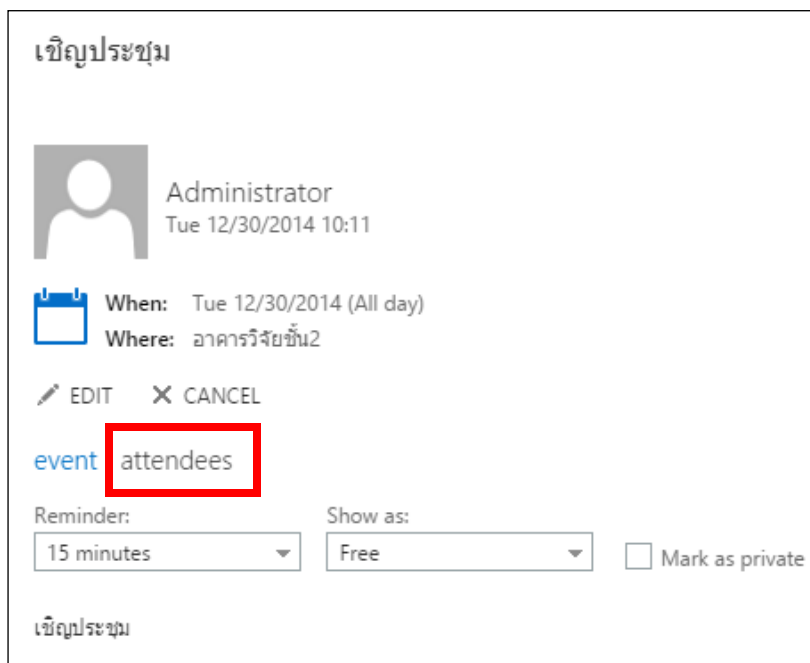 เชิญประชุม
Administrator
Tue 12/30/2014 10:11
When: Tue 12/30/2014 (All day)
Where: อาคารวิจัยชั้น2
EDIT CANCEL
event attendees
Reminder: Show as:
15 minutes Free Mark as private
เชิญประชุม